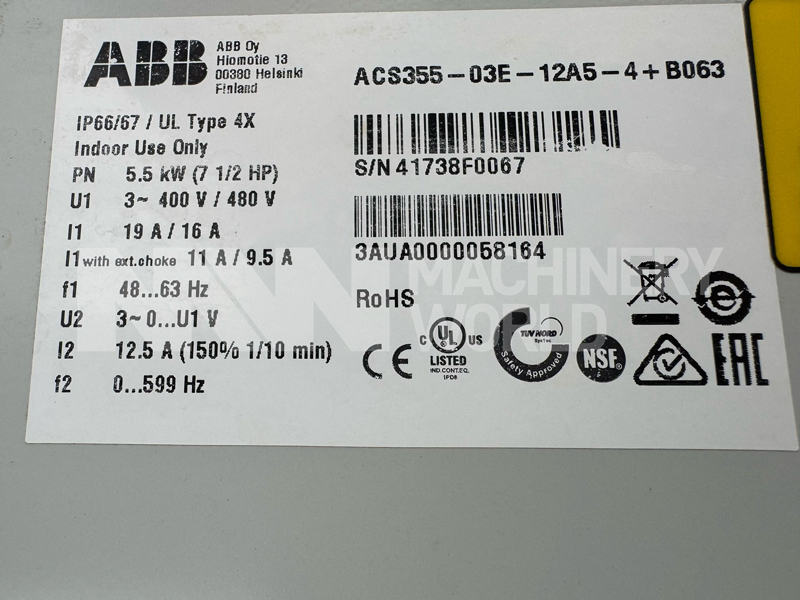 ABB
ABB Oy
Hiomotie 13
00380 Helsinki
Finland
ACS355-03E-12A5-4+B063
IP66/67 / UL Type 4X
Indoor Use Only
PN 5.5 kW (7 1/2 HP)
U1 3~ 400 V / 480 V
I1 19 A / 16 A
I1 with ext.choke 11 A / 9.5 A
f1 48...63 Hz
U2 3~ 0...U1 V
I2 12.5 A (150% 1/10 min)
f2 0...599 Hz
S/N 41738F0067
3AUA0000058164
RoHS
MACHINERY
WORLD
CE
C UL US
LISTED
IND.CONT.EQ.
1PD8
TUV NORD
SysTec
Safety Approved
NSF®
EAC